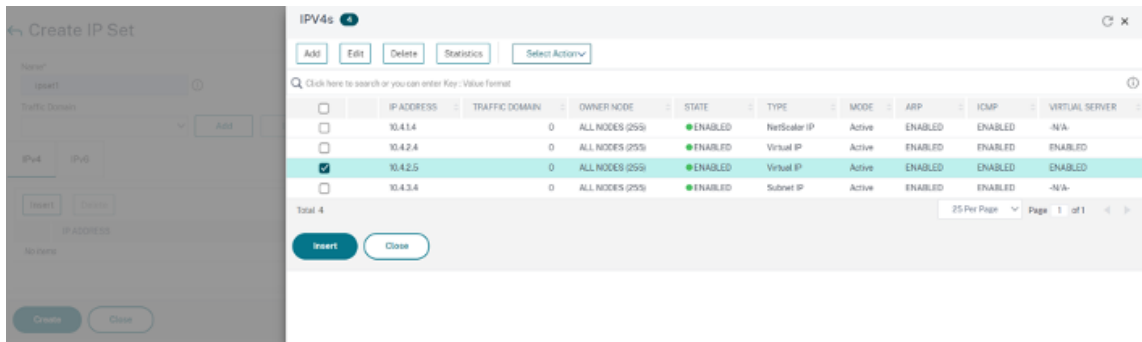 Create IP Set
Name*
ipset1
Traffic Domain
Add
IPv4 IPv6
Insert Delete
IP ADDRESS
No items
Create Close
IPV4s 4
Add Edit Delete Statistics Select Action
Click here to search or you can enter Key : Value format
IP ADDRESS TRAFFIC DOMAIN OWNER NODE STATE TYPE MODE ARP ICMP VIRTUAL SERVER
10.4.1.4 0 ALL NODES (255) ENABLED NetScaler IP Active ENABLED ENABLED -N/A-
10.4.2.4 0 ALL NODES (255) ENABLED Virtual IP Active ENABLED ENABLED ENABLED
10.4.2.5 0 ALL NODES (255) ENABLED Virtual IP Active ENABLED ENABLED ENABLED
10.4.3.4 0 ALL NODES (255) ENABLED Subnet IP Active ENABLED ENABLED -N/A-
Total 4
25 Per Page Page 1 of 1
Insert Close